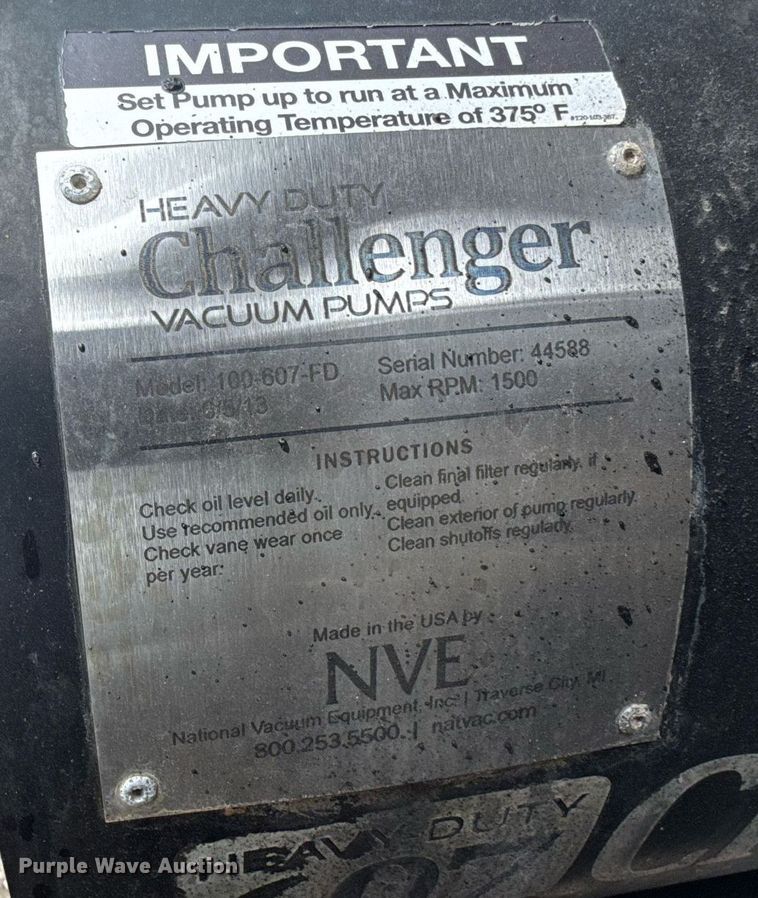 IMPORTANT
Set Pump up to run at a Maximum
Operating Temperature of 375° F
HEAVY DUTY
Challenger
VACUUM PUMPS
Model: 100-607-FD
Serial Number: 44588
Date: 6/5/13
Max RPM: 1500
INSTRUCTIONS
Check oil level daily.
Use recommended oil only.
Check vane wear once
per year.
Clean final filter regularly, if
equipped.
Clean exterior of pump regularly.
Clean shutoffs regularly.
Made in the USA by
NVE
National Vacuum Equipment, Inc. | Traverse City, MI
800.253.5500. | natvac.com
HEAVY DUTY
Purple Wave Auction